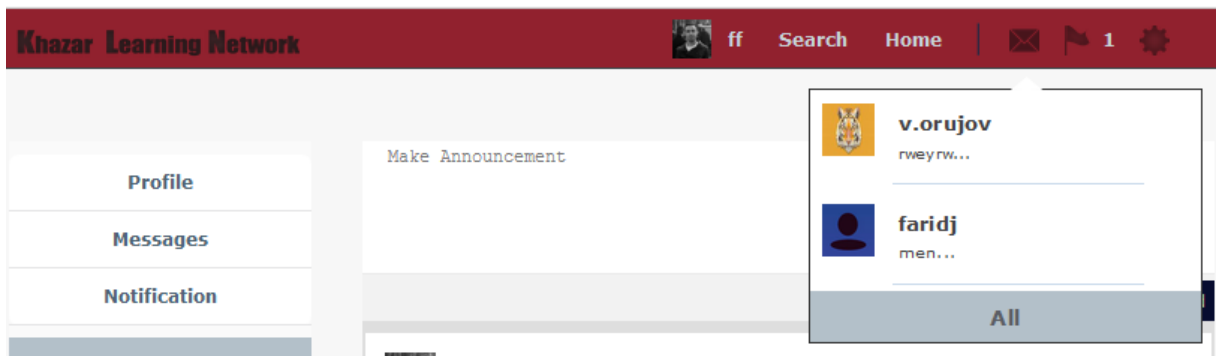 Khazar Learning Network
ff Search Home 1
v.orujov
rweyrw...
faridj
men...
All
Make Announcement
Profile
Messages
Notification